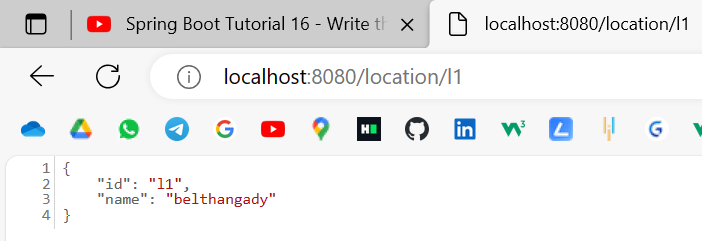 Spring Boot Tutorial 16 - Write th
localhost:8080/location/l1
localhost:8080/location/l1
1 {
2 "id": "l1",
3 "name": "belthangady"
4 }